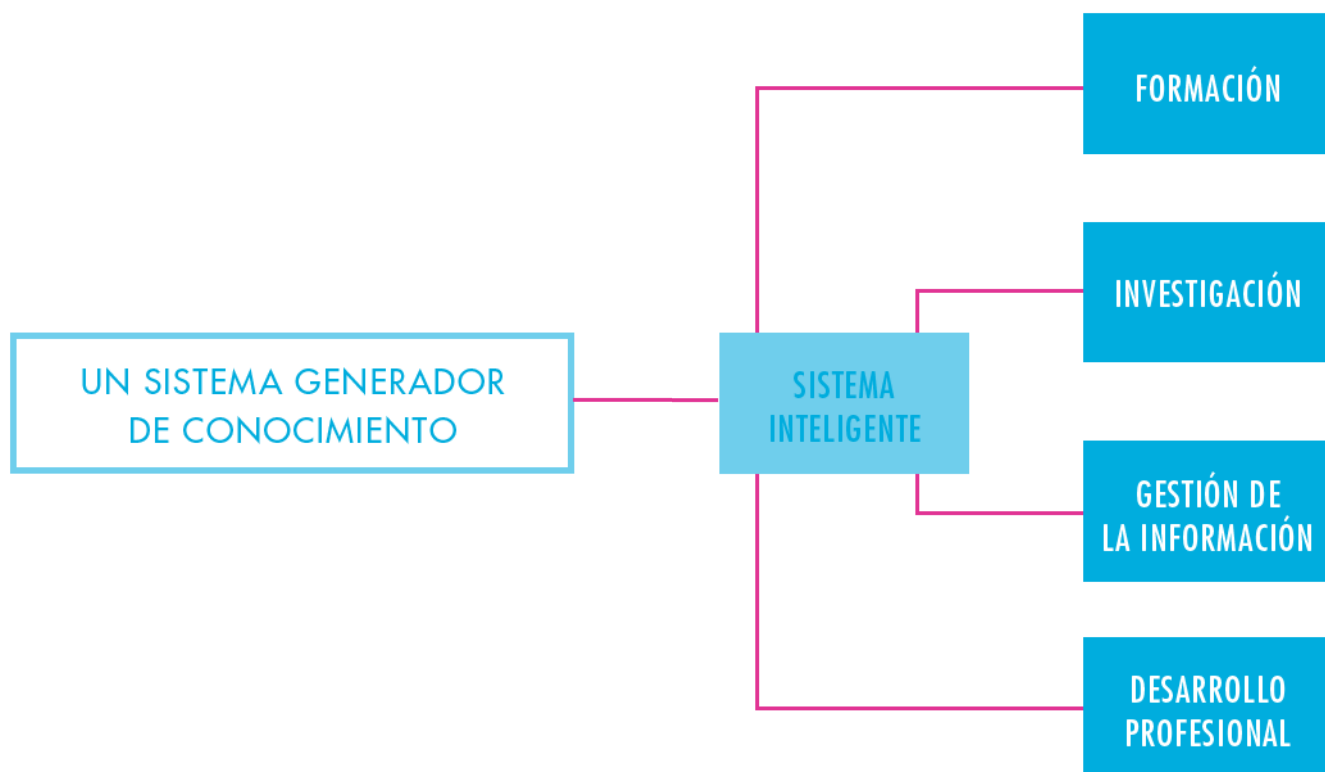 FORMACIÓN
INVESTIGACIÓN
UN SISTEMA GENERADOR
DE CONOCIMIENTO
SISTEMA
INTELIGENTE
GESTIÓN DE
LA INFORMACIÓN
DESARROLLO
PROFESIONAL